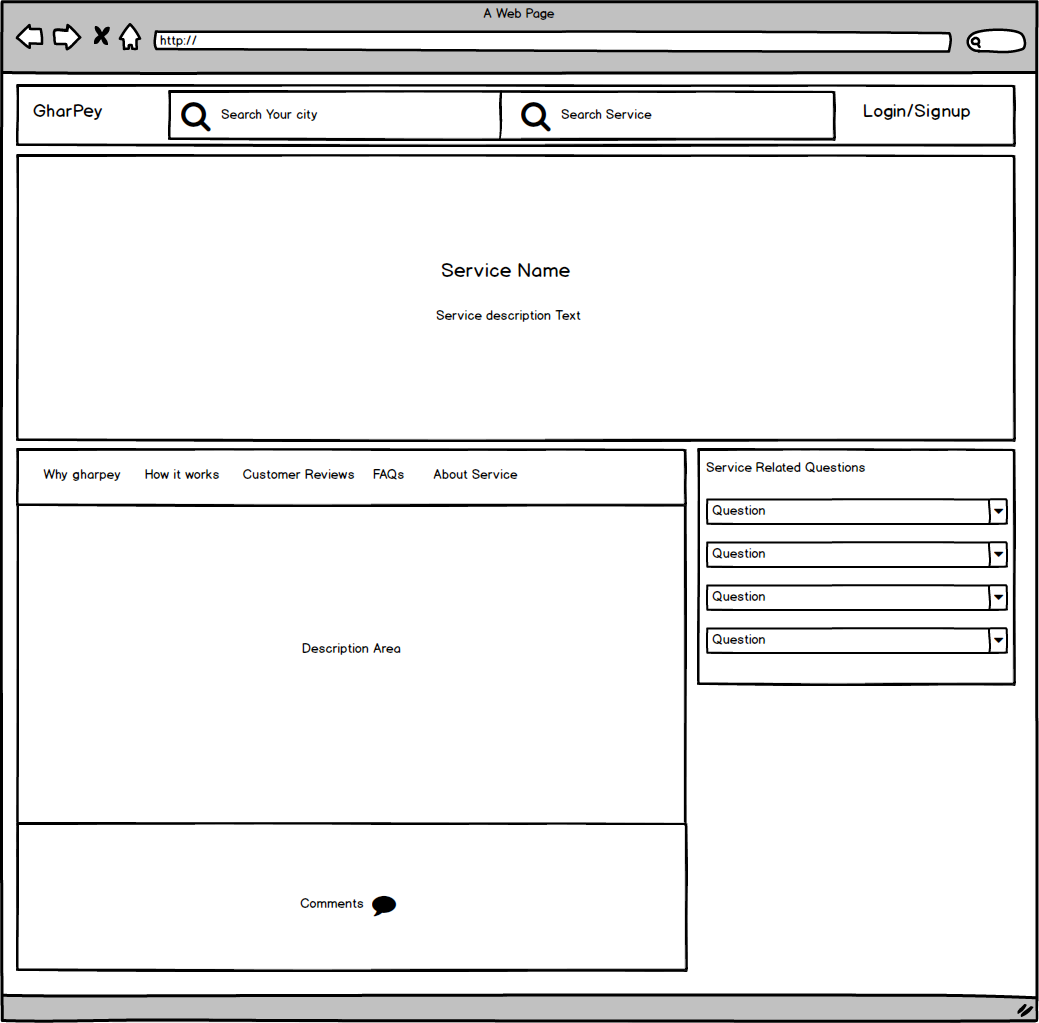 A Web Page
http://
GharPey
Search Your city
Search Service
Login/Signup
Service Name
Service description Text
Why gharpey How it works Customer Reviews FAQs About Service
Service Related Questions
Question
Question
Question
Question
Description Area
Comments